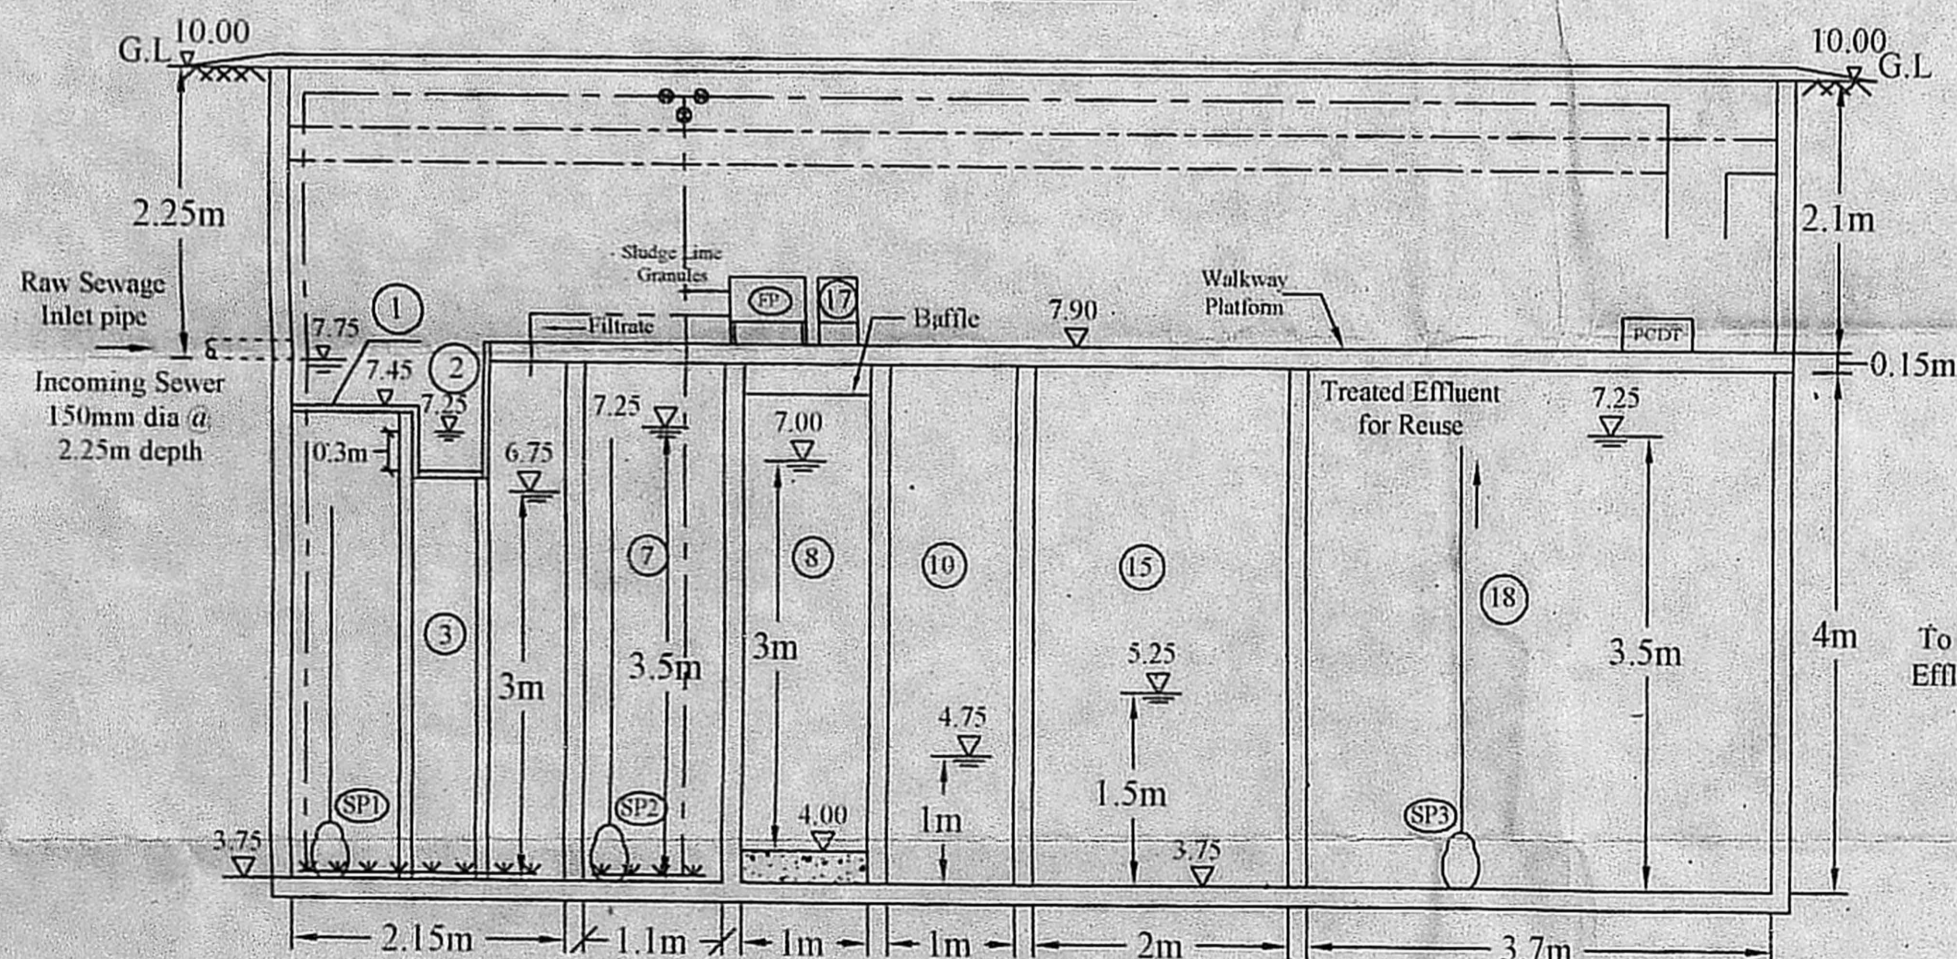 10.00
G.L
10.00
G.L
2.25m
2.1m
Sludge Lime
Granules
FP
17
Walkway
Platform
Raw Sewage
Inlet pipe
1
Filtrate
Baffle
7.90
PCDT
7.75
7.45
2
0.15m
Incoming Sewer
150mm dia @
2.25m depth
7.25
7.25
Treated Effluent
for Reuse
7.25
0.3m
6.75
7.00
7
8
10
15
18
3
3m
3.5m
3m
5.25
3.5m
4m
To
Effl
4.75
1.5m
1m
SP1
SP2
4.00
SP3
3.75
3.75
2.15m
1.1m
1m
1m
2m
3.7m